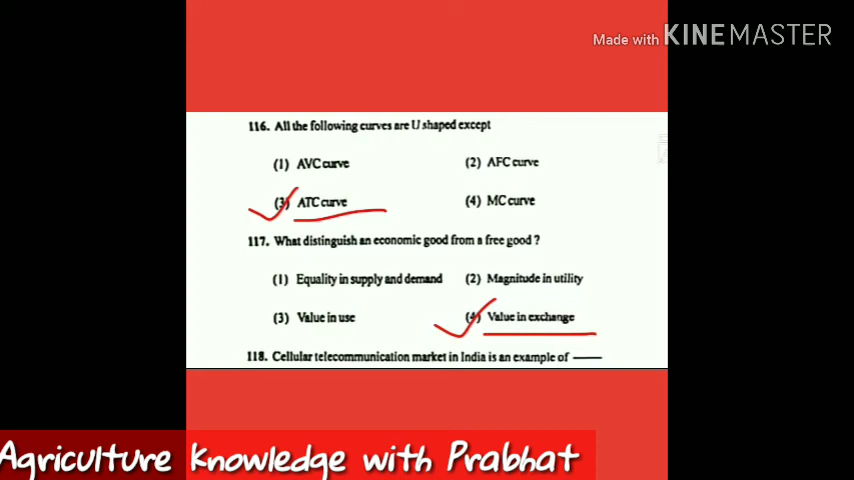 Made with KINEMASTER
116. All the following curves are U shaped except
(1) AVC curve (2) AFC curve
(3) ATC curve (4) MC curve
117. What distinguish an economic good from a free good ?
(1) Equality in supply and demand (2) Magnitude in utility
(3) Value in use (4) Value in exchange
118. Cellular telecommunication market in India is an example of ——
Agriculture Knowledge with Prabhat